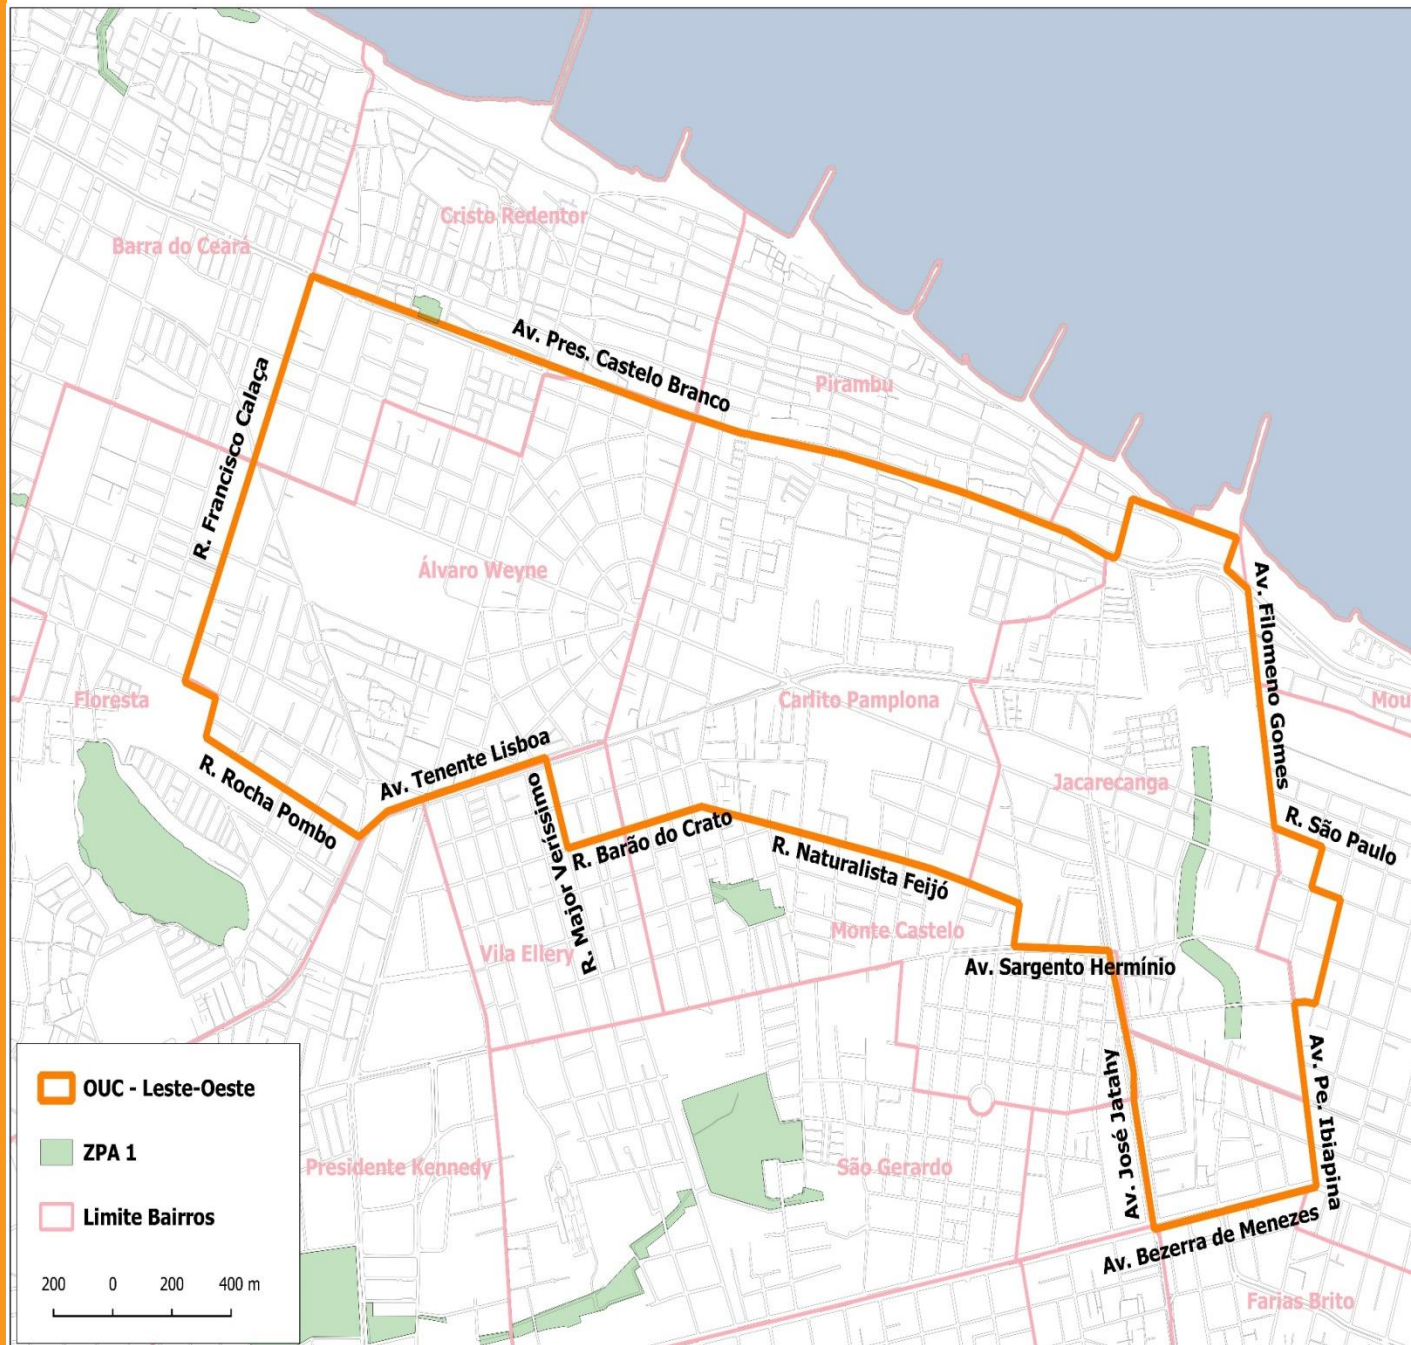 Cristo Redentor
Barra do Ceará
Av. Pres. Castelo Branco
Pirambu
R. Francisco Calaça
Álvaro Weyne
Av. Filomeno Gomes
Floresta
Carlito Pamplona
Mou
Jacarecanga
Av. Tenente Lisboa
R. Rocha Pombo
R. Major Veríssimo
R. Barão do Crato
R. São Paulo
R. Naturalista Feijó
Vila Ellery
Monte Castelo
Av. Sargento Hermínio
Av. José Jatahy
Av. Pe. Ibiapina
Presidente Kennedy
São Gerardo
Av. Bezerra de Menezes
Farias Brito
OUC - Leste-Oeste
ZPA 1
Limite Bairros
200 0 200 400 m